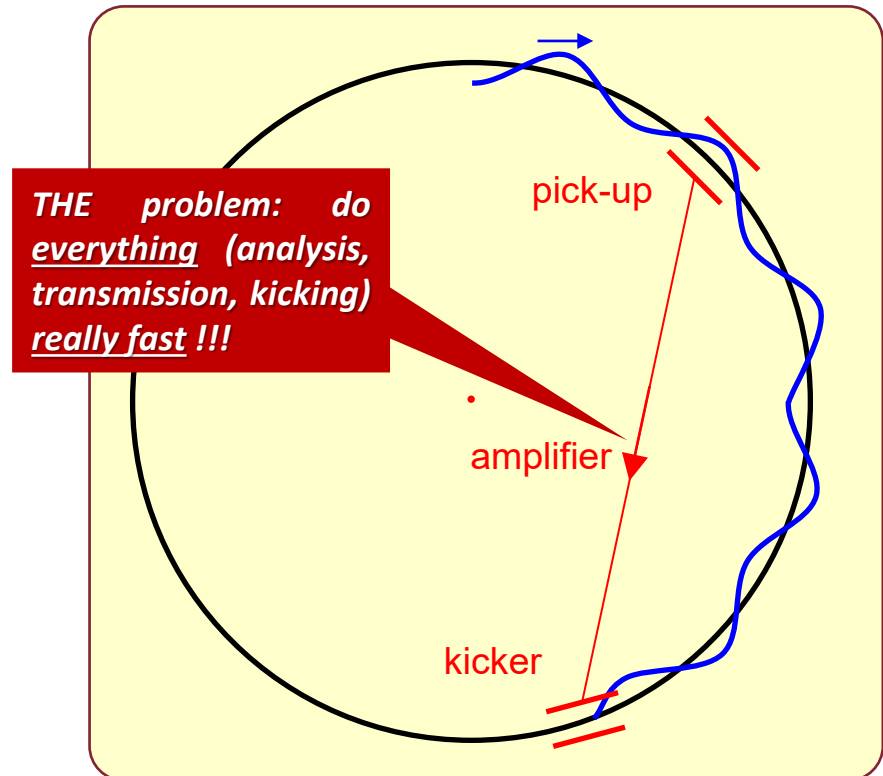 pick-up
THE problem: do
everything (analysis,
transmission, kicking)
really fast !!!
amplifier
kicker